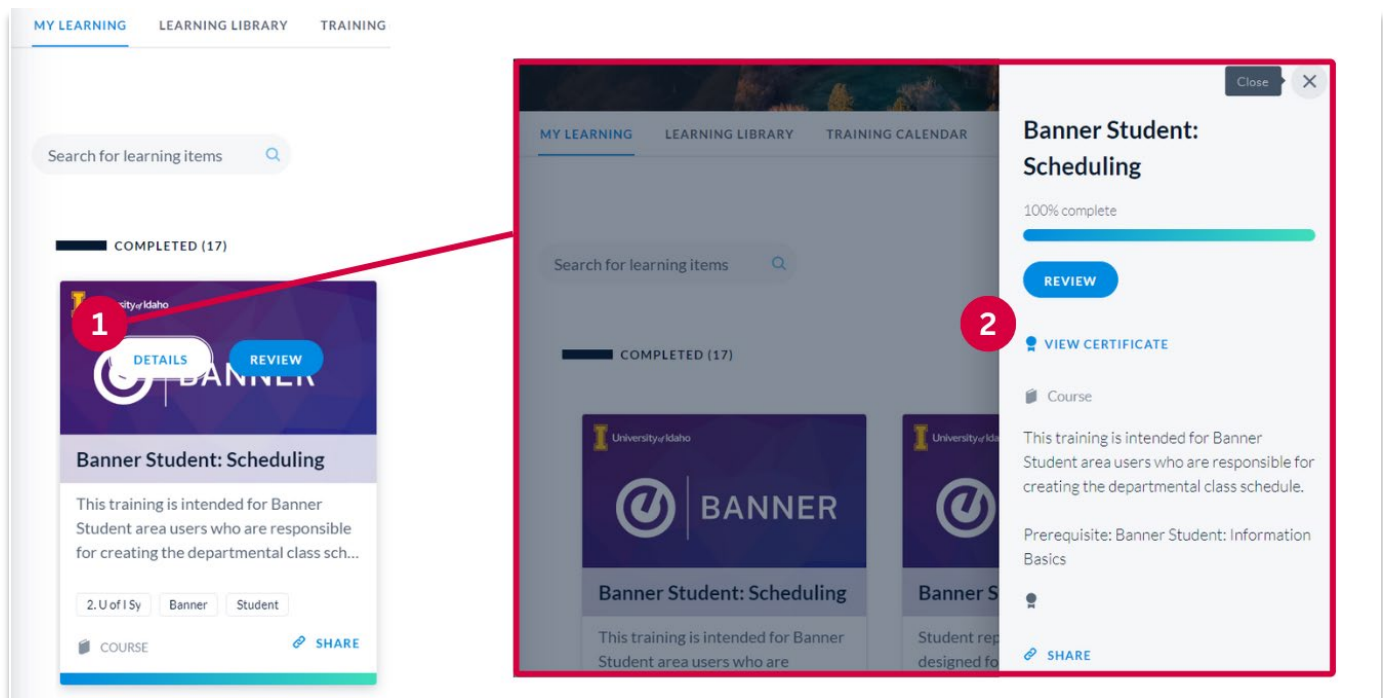 MY LEARNING LEARNING LIBRARY TRAINING
Search for learning items
COMPLETED (17)
1
DETAILS REVIEW
BANNER
Banner Student: Scheduling
This training is intended for Banner
Student area users who are responsible
for creating the departmental class sch...
2. U of I Sy Banner Student
COURSE SHARE
MY LEARNING LEARNING LIBRARY TRAINING CALENDAR
Search for learning items
COMPLETED (17)
University of Idaho
BANNER
Banner Student: Scheduling
This training is intended for Banner
Student area users who are
University of Ida
Banner S
Student rep
designed fo
Close
Banner Student:
Scheduling
100% complete
REVIEW
2
VIEW CERTIFICATE
Course
This training is intended for Banner
Student area users who are responsible for
creating the departmental class schedule.
Prerequisite: Banner Student: Information
Basics
SHARE